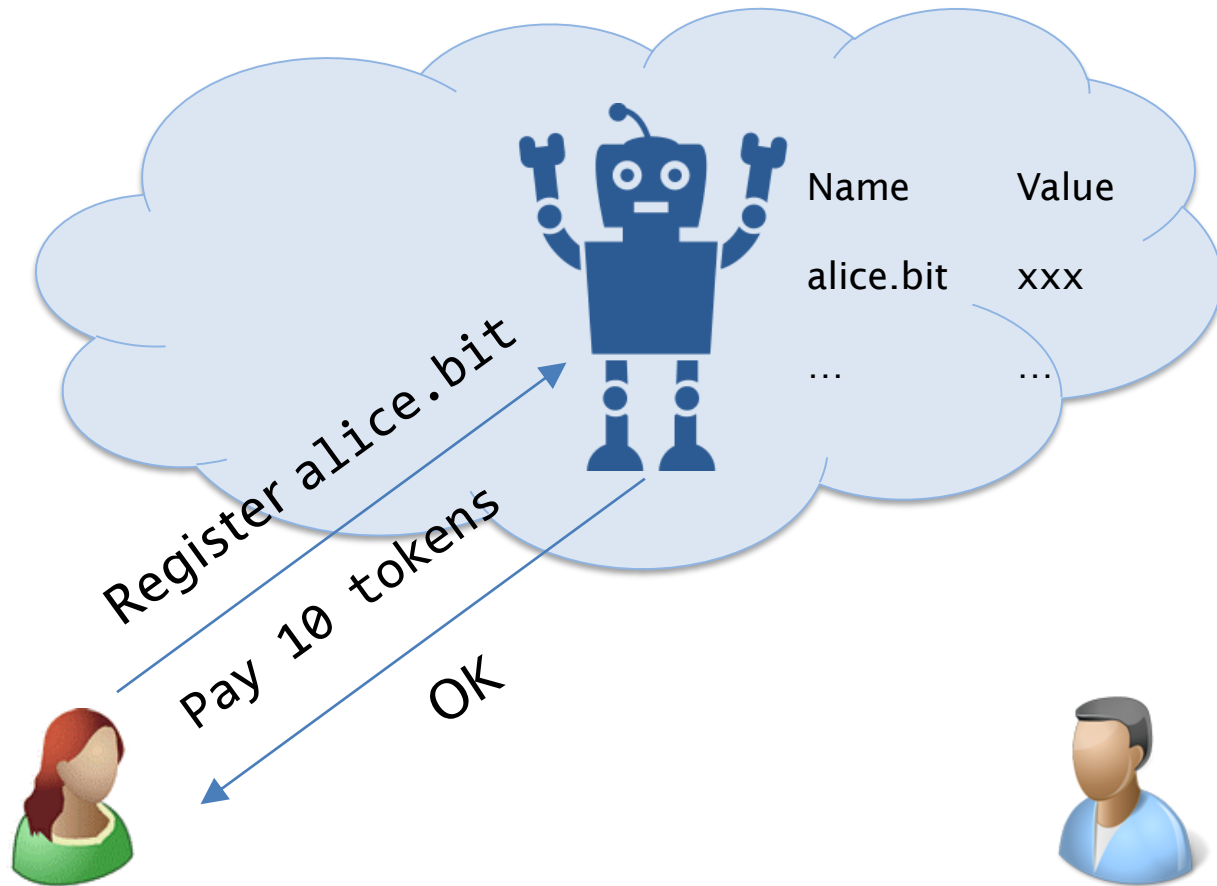 Name Value
alice.bit xxx
... ...
Register alice.bit
Pay 10 tokens
OK